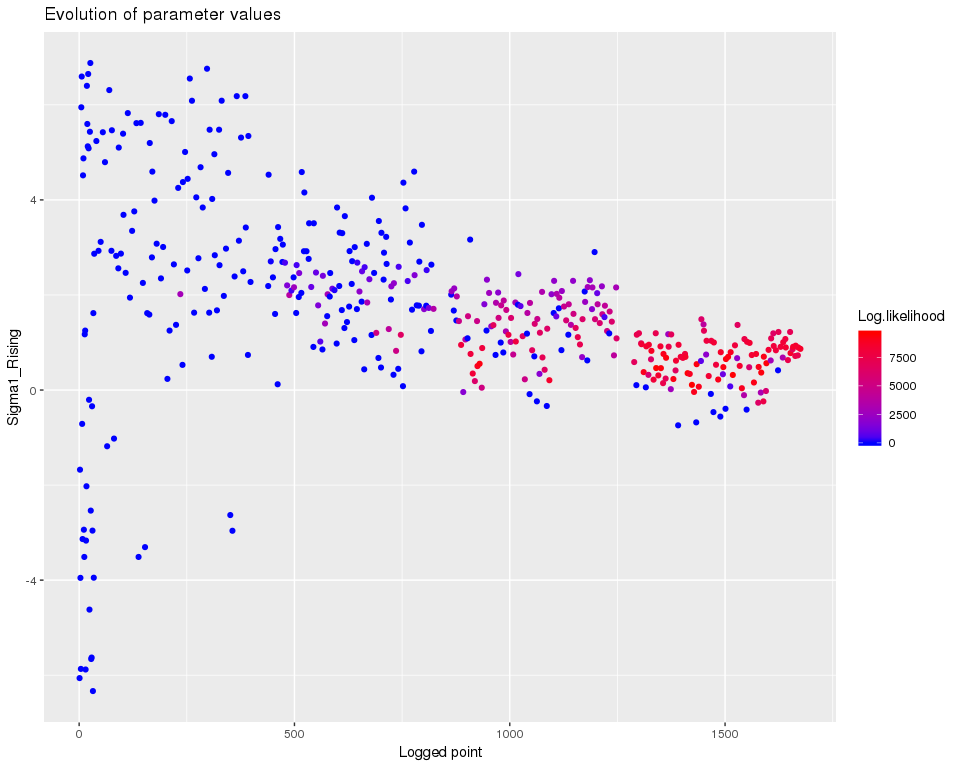 Evolution of parameter values
Sigma1_Rising
4
0
-4
0
500
1000
1500
Logged point
Log.likelihood
7500
5000
2500
0